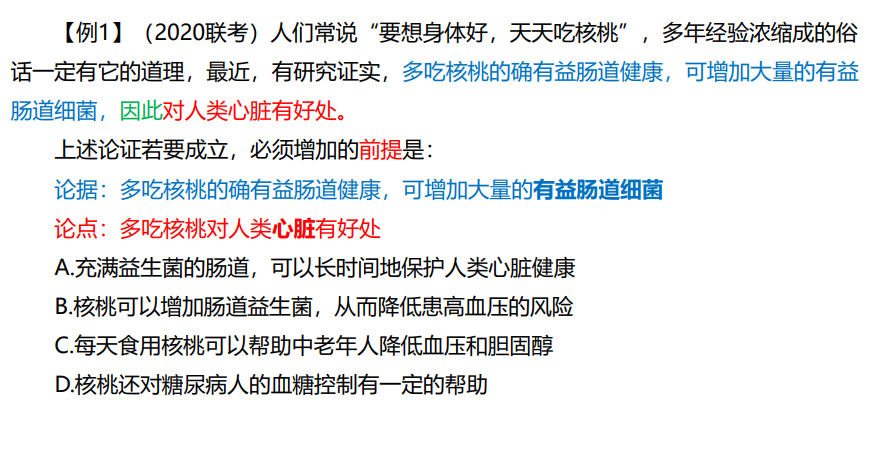 【例1】（2020联考）人们常说“要想身体好，天天吃核桃”，多年经验浓缩成的俗
话一定有它的道理，最近，有研究证实，多吃核桃的确有益肠道健康，可增加大量的有益
肠道细菌，因此对人类心脏有好处。
上述论证若要成立，必须增加的前提是：
论据：多吃核桃的确有益肠道健康，可增加大量的有益肠道细菌
论点：多吃核桃对人类心脏有好处
A.充满益生菌的肠道，可以长时间地保护人类心脏健康
B.核桃可以增加肠道益生菌，从而降低患高血压的风险
C.每天食用核桃可以帮助中老年人降低血压和胆固醇
D.核桃还对糖尿病人的血糖控制有一定的帮助